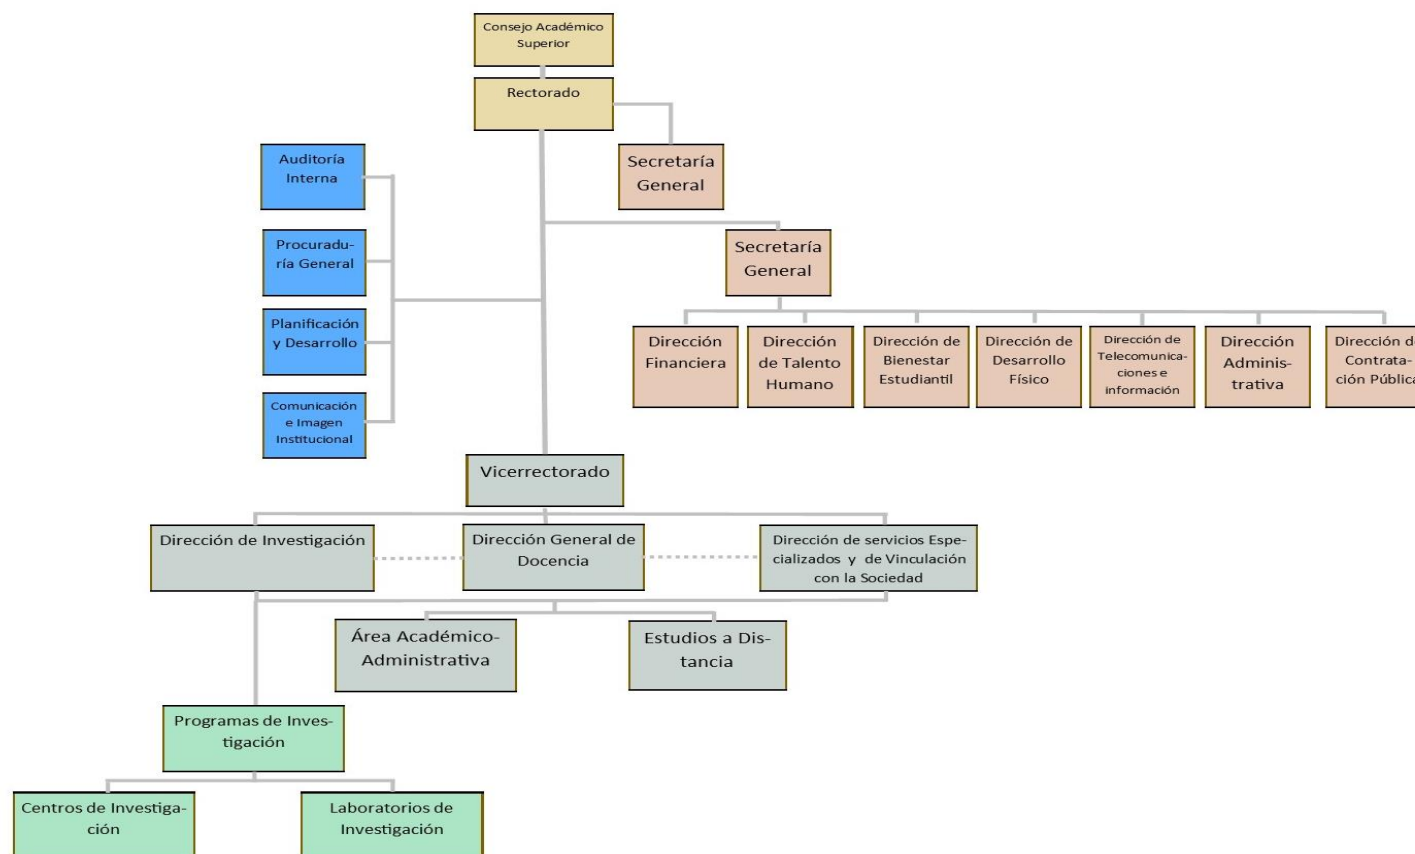 Consejo Académico
Superior
Rectorado
Auditoría
Interna
Secretaría
General
Procuradu-
ría General
Secretaría
General
Planificación
y Desarrollo
Dirección
Financiera
Dirección
de Talento
Humano
Dirección de
Bienestar
Estudiantil
Dirección de
Desarrollo
Físico
Dirección de
Telecomunica-
ciones e
información
Dirección
Adminis-
trativa
Dirección de
Contrata-
ción Pública
Comunicación
e Imagen
Institucional
Vicerrectorado
Dirección de Investigación
Dirección General de
Docencia
Dirección de servicios Espe-
cializados y de Vinculación
con la Sociedad
Área Académico-
Administrativa
Estudios a Dis-
tancia
Programas de Inves-
tigación
Centros de Investiga-
ción
Laboratorios de
Investigación